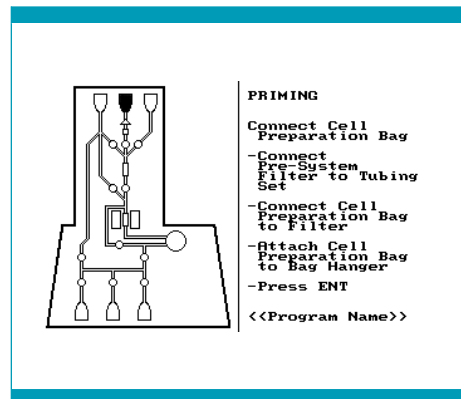 PRIMING
Connect Cell
Preparation Bag
-Connect
Pre-System
Filter to Tubing
Set
-Connect Cell
Preparation Bag
to Filter
-Attach Cell
Preparation Bag
to Bag Hanger
-Press ENT
<<Program Name>>